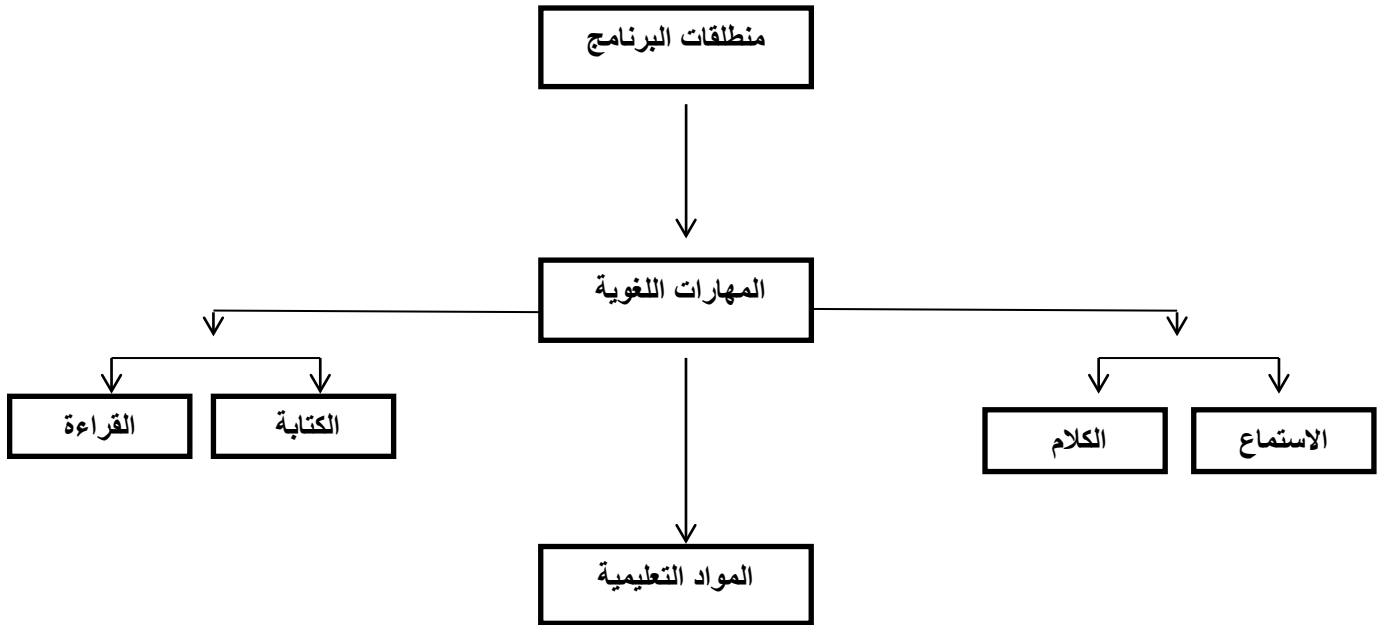 منطلقات البرنامج
المهارات اللغوية
الاستماع
الكلام
الكتابة
القراءة
المواد التعليمية